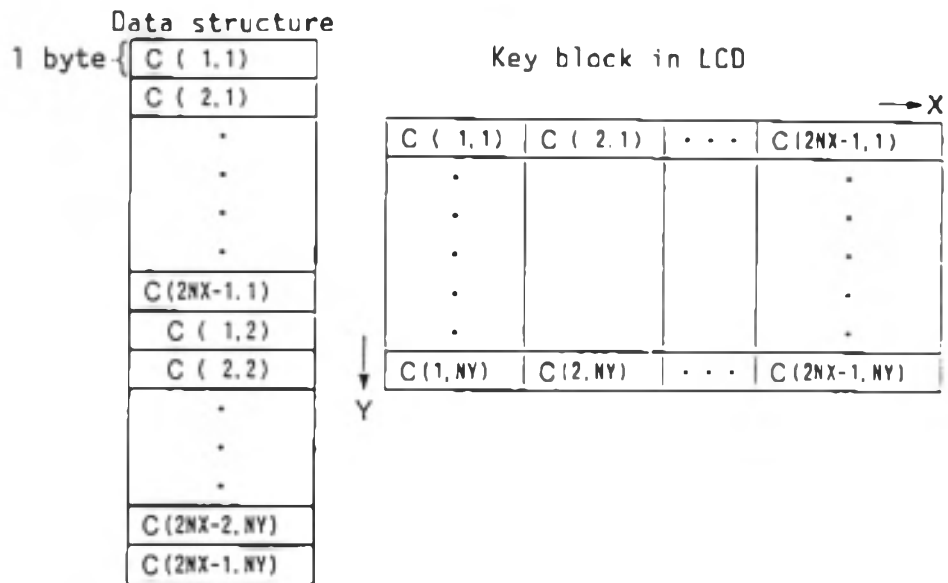 Data structure
1 byte { C ( 1,1)
C ( 2,1)
C(2NX-1,1)
C ( 1,2)
C ( 2,2)
C(2NX-2,NY)
C(2NX-1,NY)
Key block in LCD
X
C ( 1,1) C ( 2,1) · · · C(2NX-1,1)
C(1,NY) C(2,NY) · · · C(2NX-1,NY)
Y